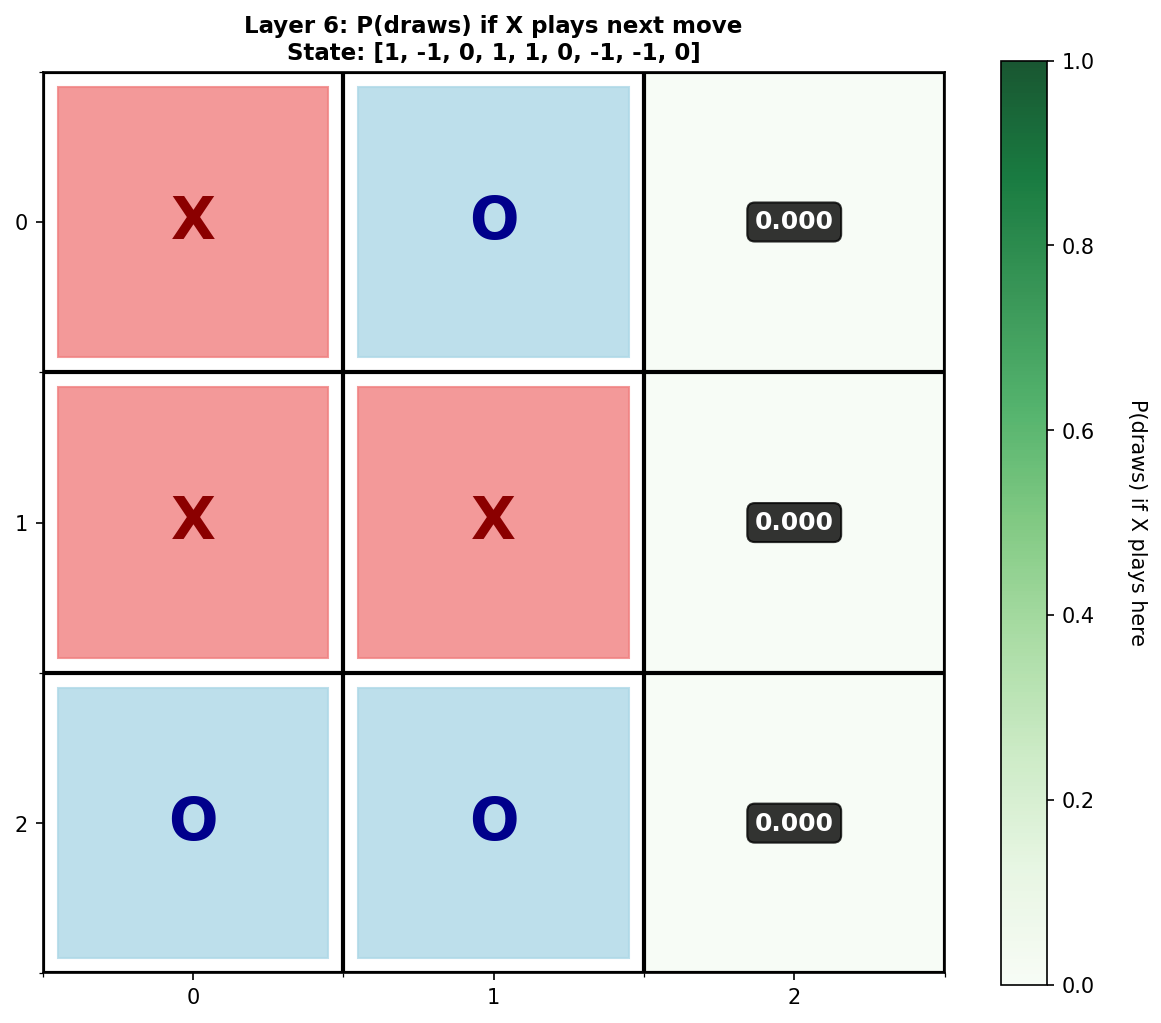 Layer 6: P(draws) if X plays next move
State: [1, -1, 0, 1, 1, 0, -1, -1, 0]
0
X
O
0.000
1
X
X
0.000
2
O
O
0.000
0
1
2
1.0
0.8
0.6
0.4
0.2
0.0
P(draws) if X plays here